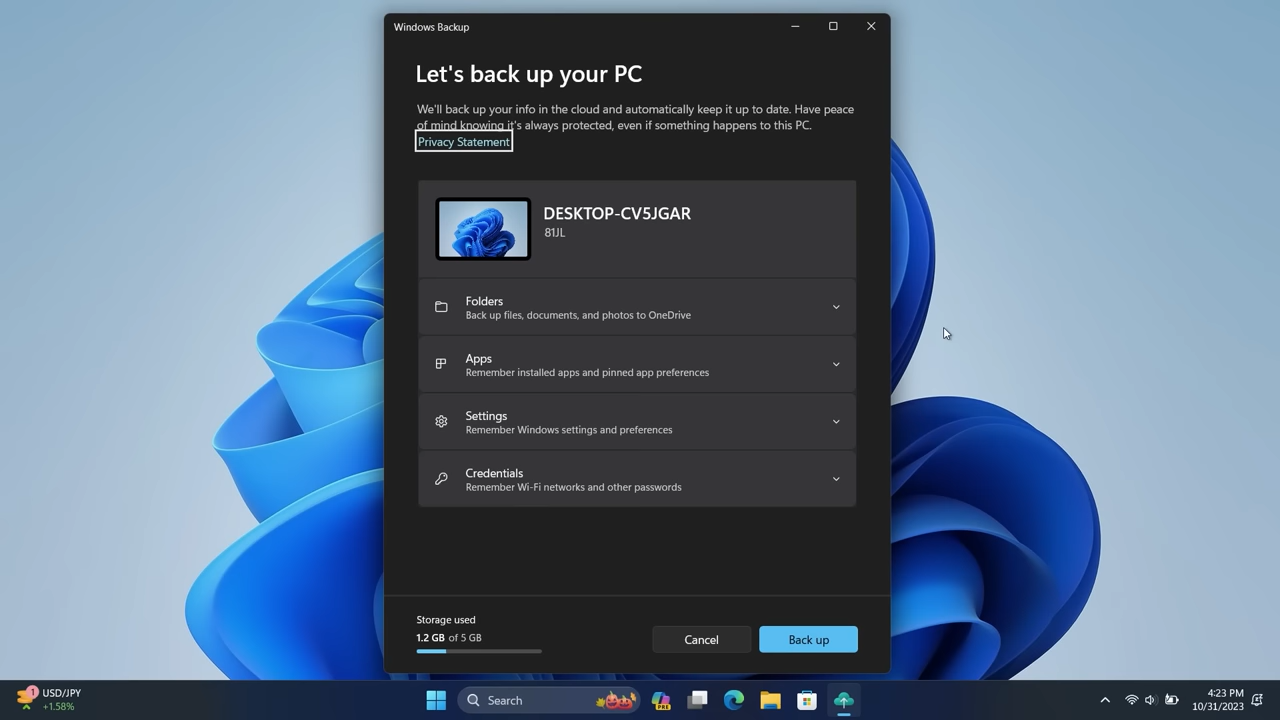 Windows Backup
Let's back up your PC
We'll back up your info in the cloud and automatically keep it up to date. Have peace
of mind knowing it's always protected, even if something happens to this PC.
Privacy Statement
DESKTOP-CV5JGAR
81JL
Folders
Back up files, documents, and photos to OneDrive
Apps
Remember installed apps and pinned app preferences
Settings
Remember Windows settings and preferences
Credentials
Remember Wi-Fi networks and other passwords
Storage used
1.2 GB of 5 GB
Cancel
Back up
1
USD/JPY
+1.58%
Search
PRE
4:23 PM
10/31/2023